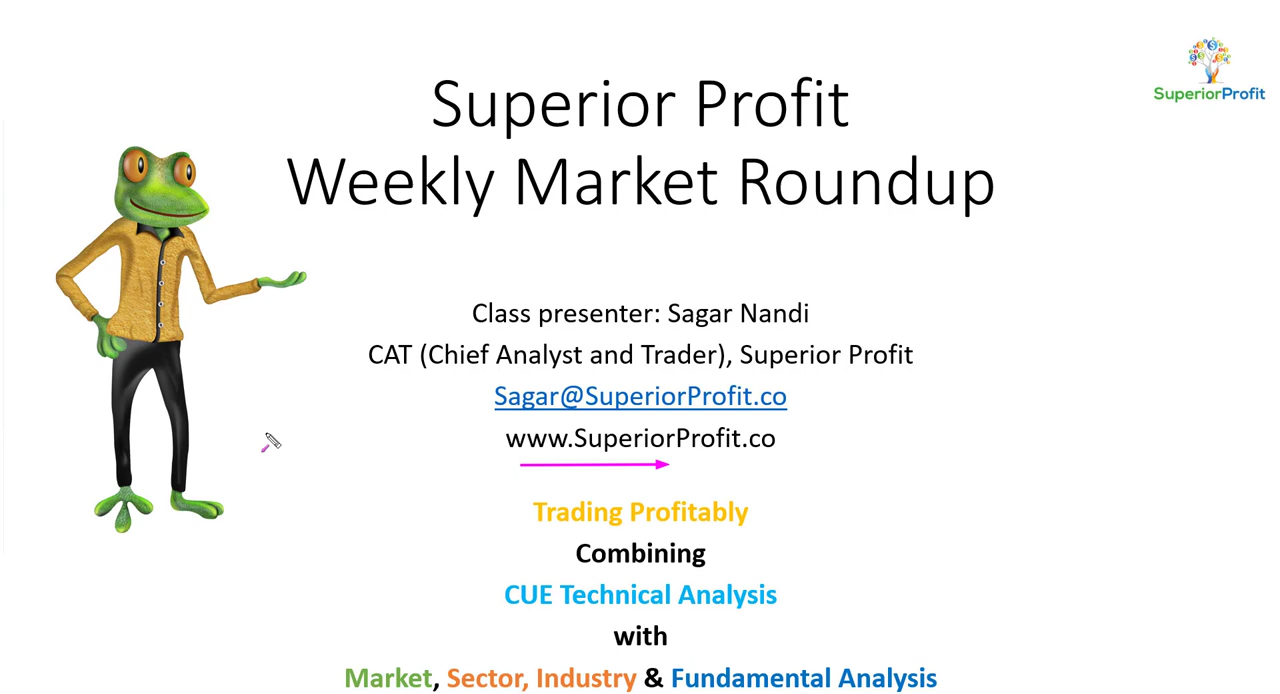 SuperiorProfit
Superior Profit
Weekly Market Roundup
Class presenter: Sagar Nandi
CAT (Chief Analyst and Trader), Superior Profit
Sagar@SuperiorProfit.co
www.SuperiorProfit.co
Trading Profitably
Combining
CUE Technical Analysis
with
Market, Sector, Industry & Fundamental Analysis